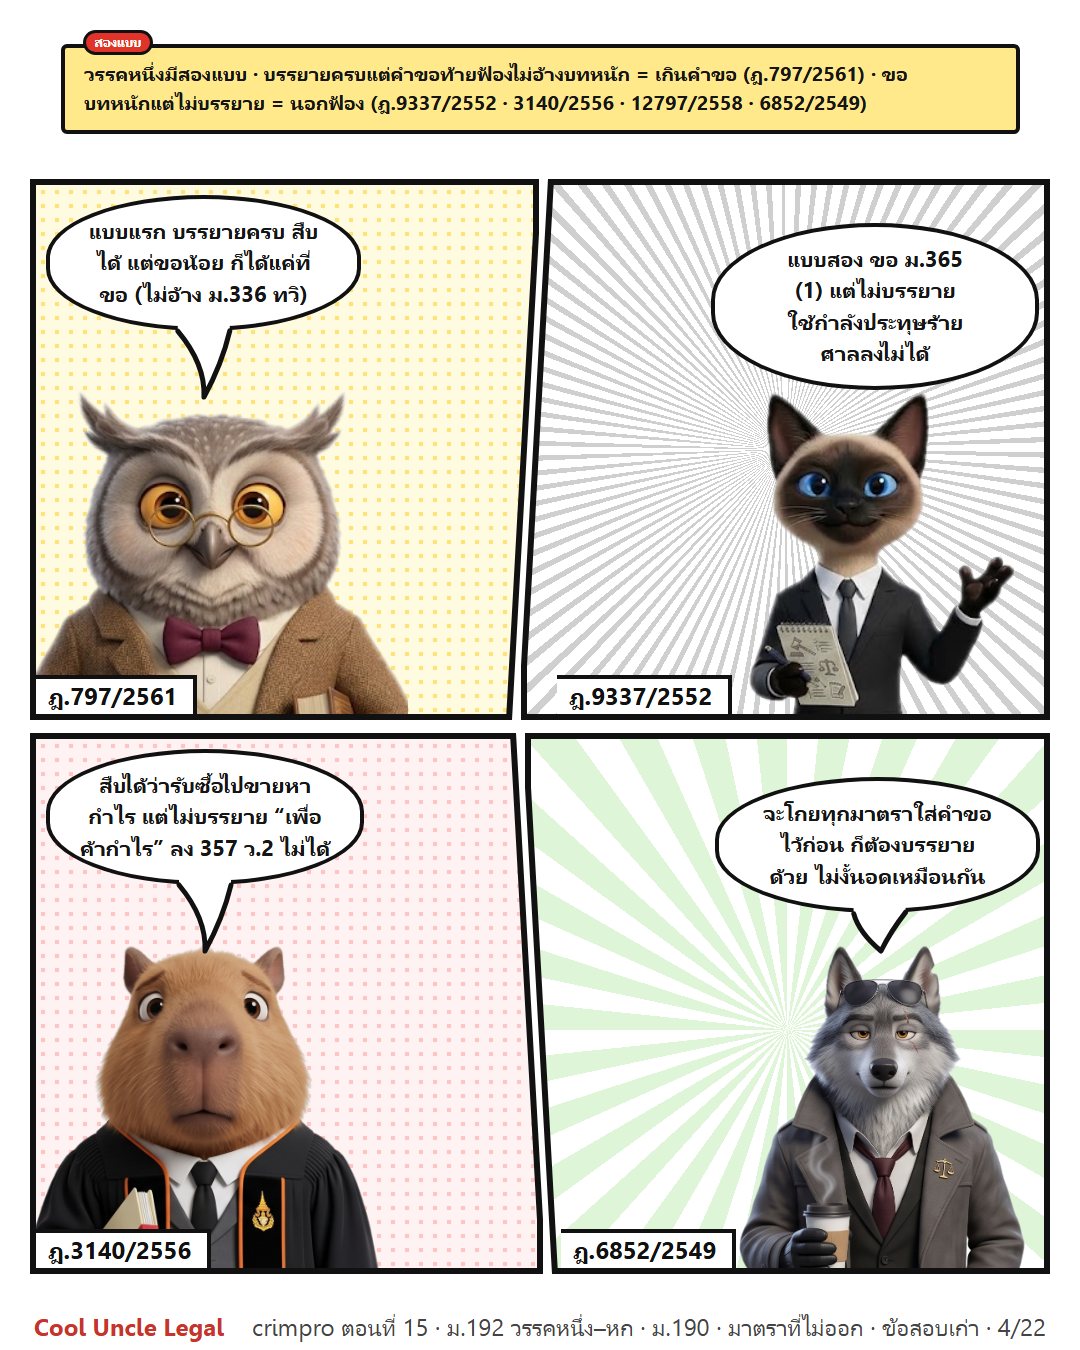 สองแบบ
วรรคหนึ่งมีสองแบบ · บรรยายครบแต่คำขอท้ายฟ้องไม่อ้างบทหนัก = เกินคำขอ (ฎ.797/2561) · ขอ
บทหนักแต่ไม่บรรยาย = นอกฟ้อง (ฎ.9337/2552 · 3140/2556 · 12797/2558 · 6852/2549)
แบบแรก บรรยายครบ สืบ
ได้ แต่ขอน้อย ก็ได้แค่ที่
ขอ (ไม่อ้าง ม.336 ทวิ)
ฎ.797/2561
แบบสอง ขอ ม.365
(1) แต่ไม่บรรยาย
ใช้กำลังประทุษร้าย
ศาลลงไม่ได้
ฎ.9337/2552
สืบได้ว่ารับซื้อไปขายหา
กำไร แต่ไม่บรรยาย “เพื่อ
ค้ากำไร” ลง 357 ว.2 ไม่ได้
ฎ.3140/2556
จะโกยทุกมาตราใส่คำขอ
ไว้ก่อน ก็ต้องบรรยาย
ด้วย ไม่งั้นอดเหมือนกัน
ฎ.6852/2549
Cool Uncle Legal crimpro ตอนที่ 15 · ม.192 วรรคหนึ่ง–หก · ม.190 · มาตราที่ไม่ออก · ข้อสอบเก่า · 4/22